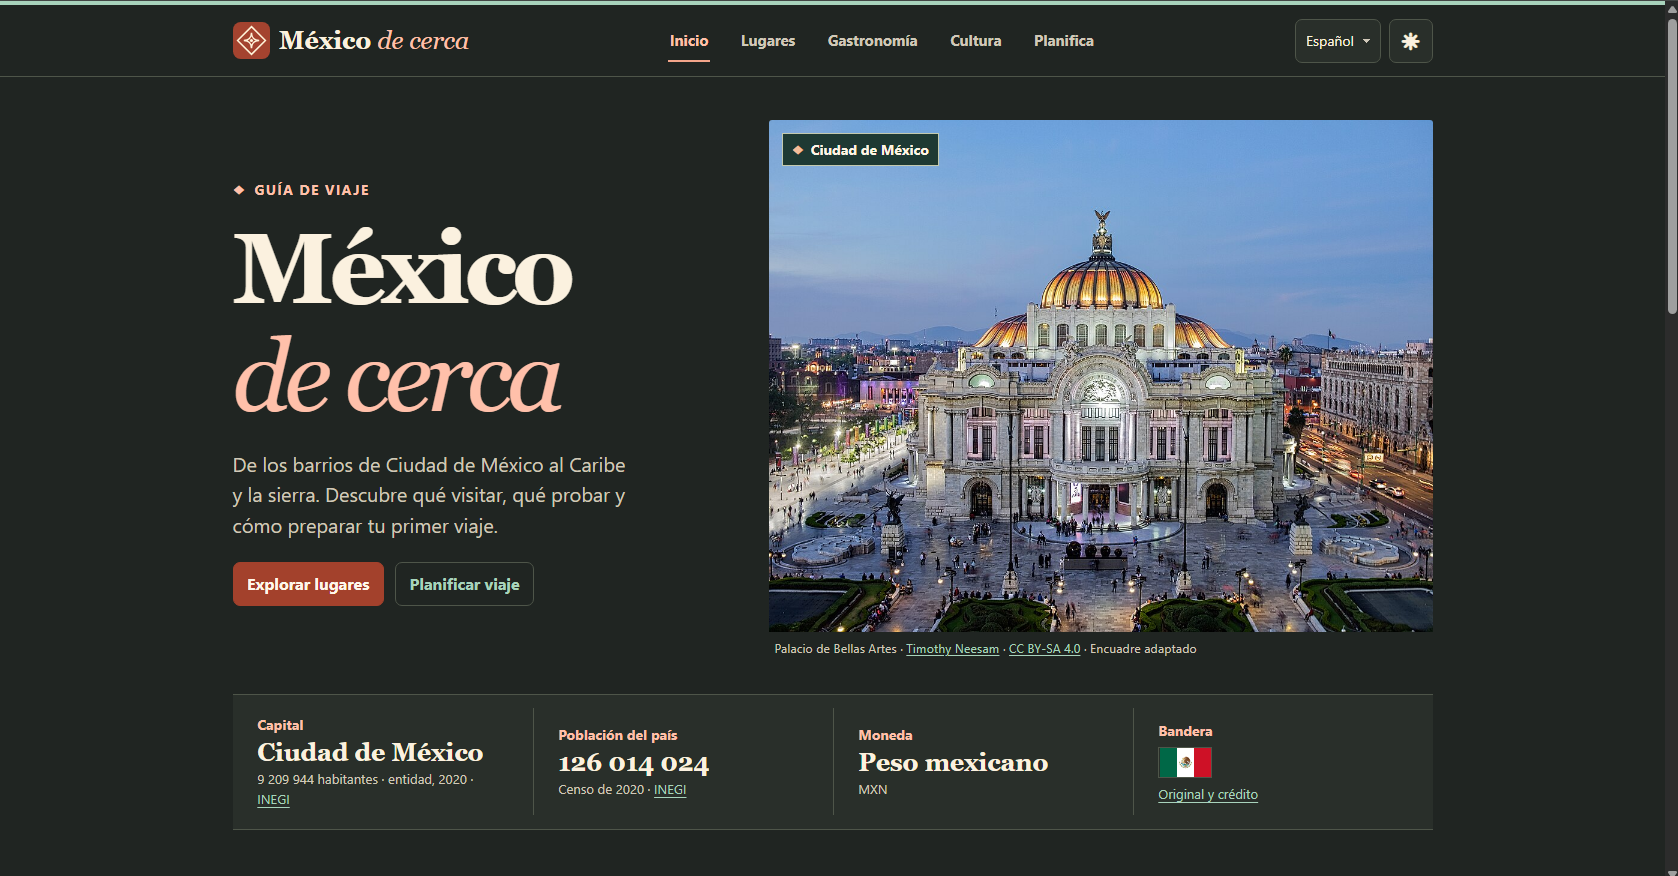 México de cerca
Inicio
Lugares
Gastronomía
Cultura
Planifica
Español
Ciudad de México
GUÍA DE VIAJE
México
de cerca
De los barrios de Ciudad de México al Caribe
y la sierra. Descubre qué visitar, qué probar y
cómo preparar tu primer viaje.
Explorar lugares
Planificar viaje
Palacio de Bellas Artes · Timothy Neesam · CC BY-SA 4.0 · Encuadre adaptado
Capital
Ciudad de México
9 209 944 habitantes · entidad, 2020 ·
INEGI
Población del país
126 014 024
Censo de 2020 · INEGI
Moneda
Peso mexicano
MXN
Bandera
Original y crédito